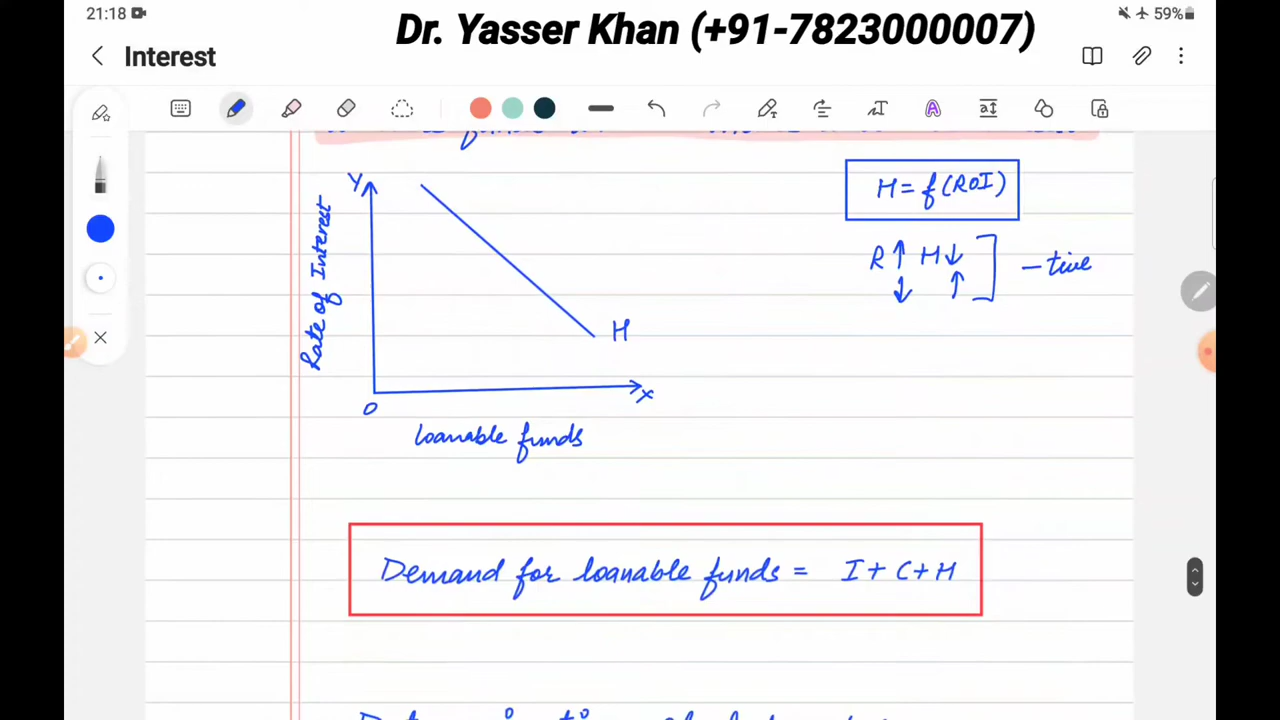 21:18
59%
Dr. Yasser Khan (+91-7823000007)
Interest
Y
Rate of Interest
H
O
X
loanable funds
H = f(ROI)
R ↑ H ↓ ] -tive
↓ ↑
Demand for loanable funds = I + C + H